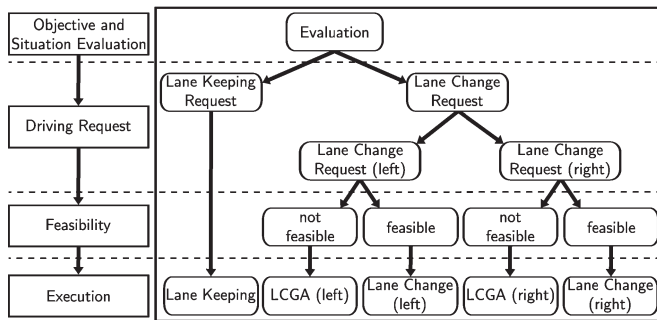 Objective and
Situation Evaluation
Driving Request
Feasibility
Execution
Evaluation
Lane Keeping
Request
Lane Change
Request
Lane Change
Request (left)
Lane Change
Request (right)
not
feasible
feasible
not
feasible
feasible
Lane Keeping
LCGA (left)
Lane Change
(left)
LCGA (right)
Lane Change
(right)